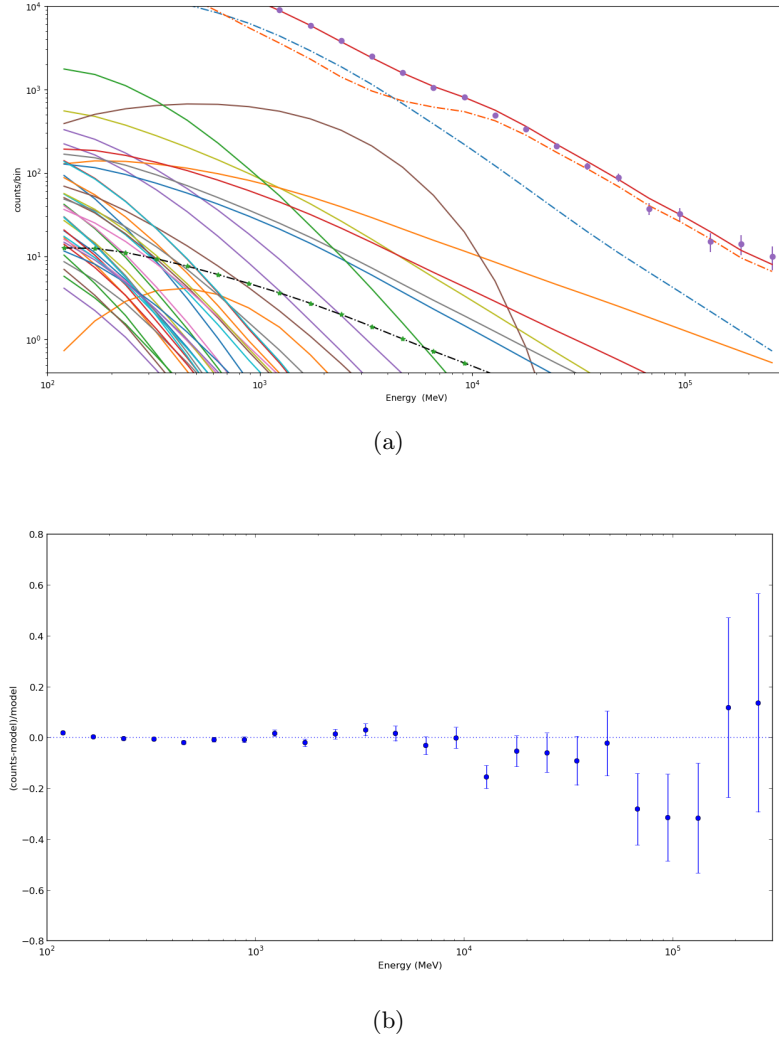 10^4
10^3
10^2
10^1
10^0
counts/bin
10^2 10^3 10^4 10^5
Energy (MeV)
(a)
0.8
0.6
0.4
0.2
0.0
−0.2
−0.4
−0.6
−0.8
(counts-model)/model
10^2 10^3 10^4 10^5
Energy (MeV)
(b)